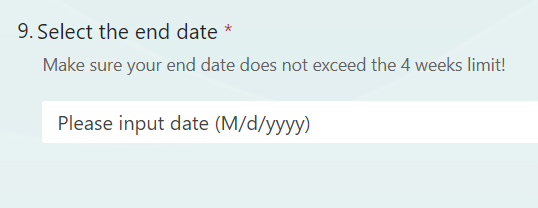 9. Select the end date *
Make sure your end date does not exceed the 4 weeks limit!
Please input date (M/d/yyyy)